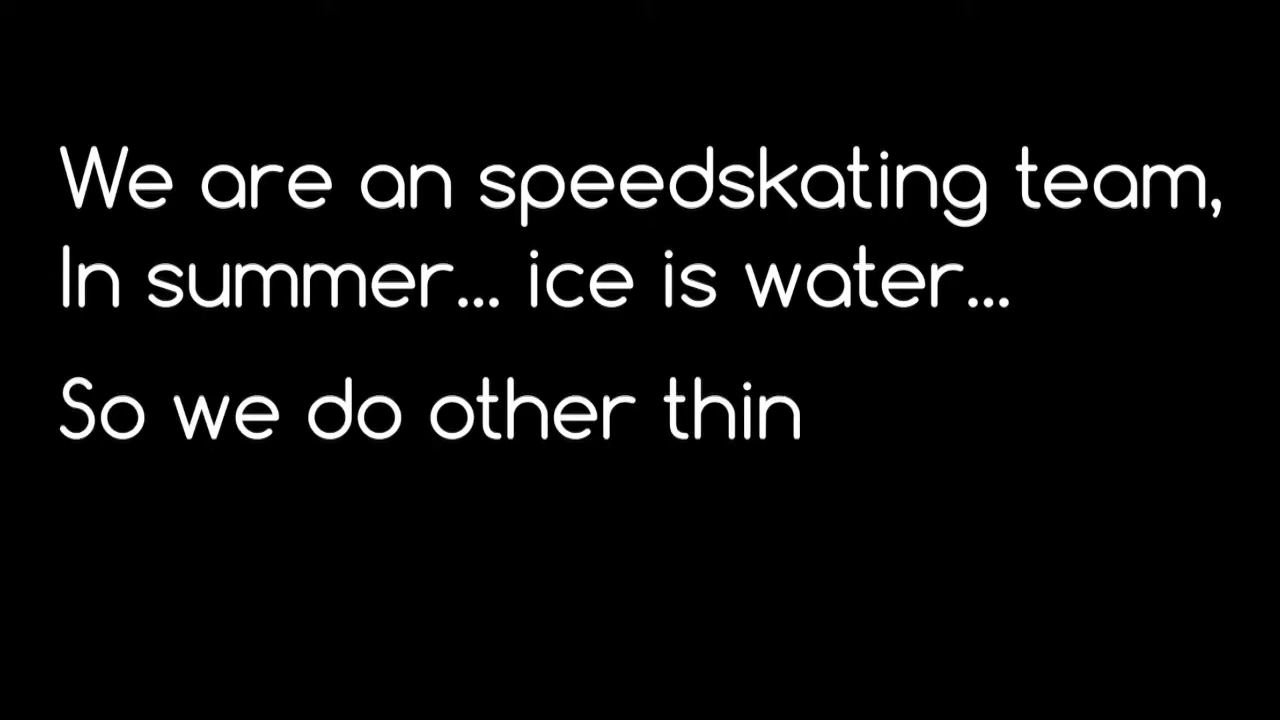 We are an speedskating team,
In summer... ice is water...
So we do other thin